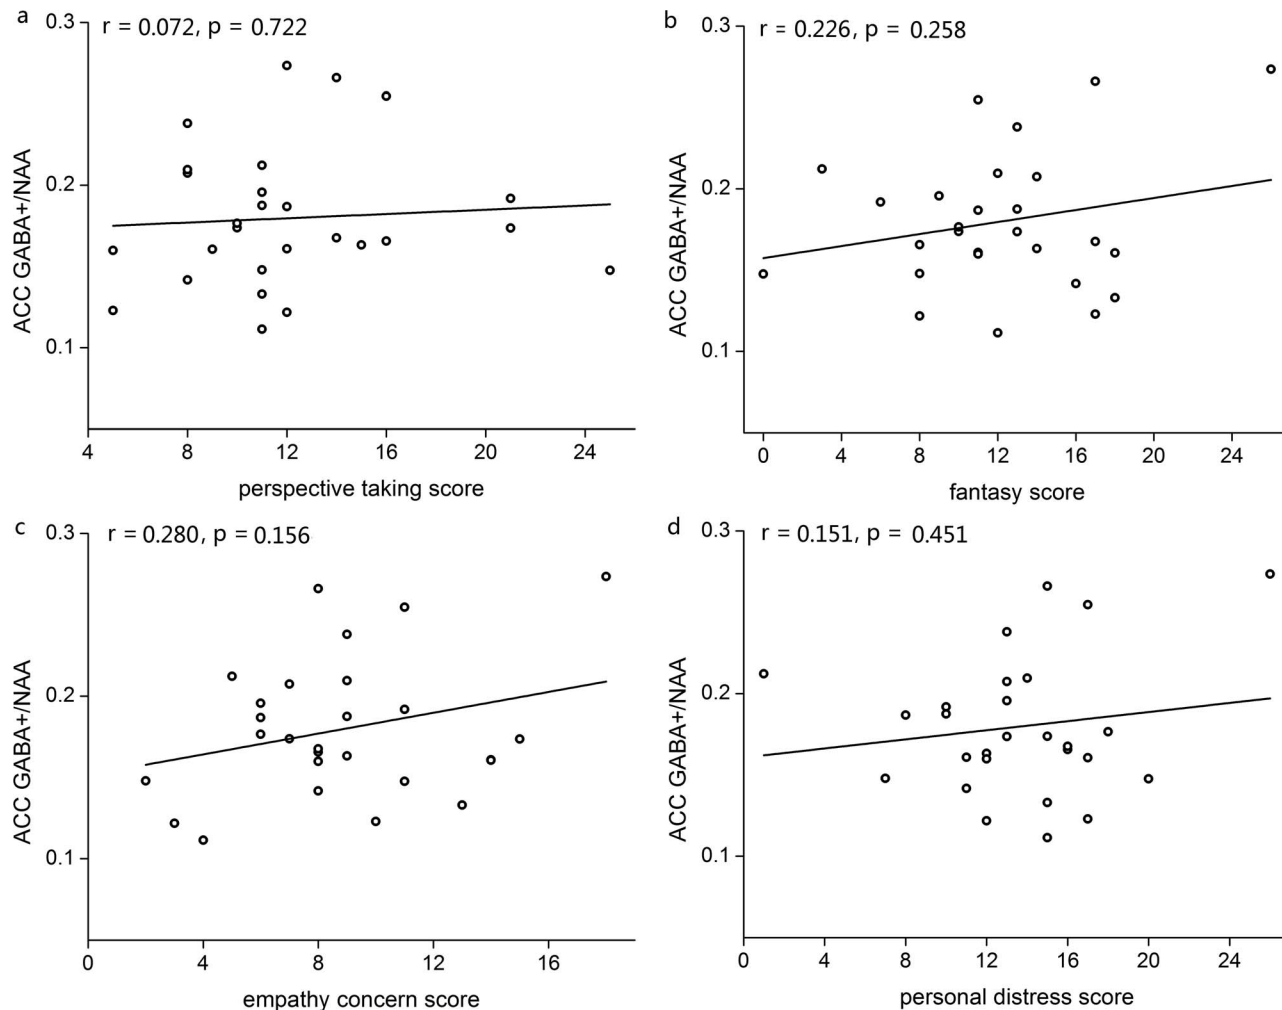 a
r = 0.072, p = 0.722
0.3
0.2
0.1
ACC GABA+/NAA
4 8 12 16 20 24
perspective taking score
b
r = 0.226, p = 0.258
0.3
0.2
0.1
ACC GABA+/NAA
0 4 8 12 16 20 24
fantasy score
c
r = 0.280, p = 0.156
0.3
0.2
0.1
ACC GABA+/NAA
0 4 8 12 16
empathy concern score
d
r = 0.151, p = 0.451
0.3
0.2
0.1
ACC GABA+/NAA
0 4 8 12 16 20 24
personal distress score